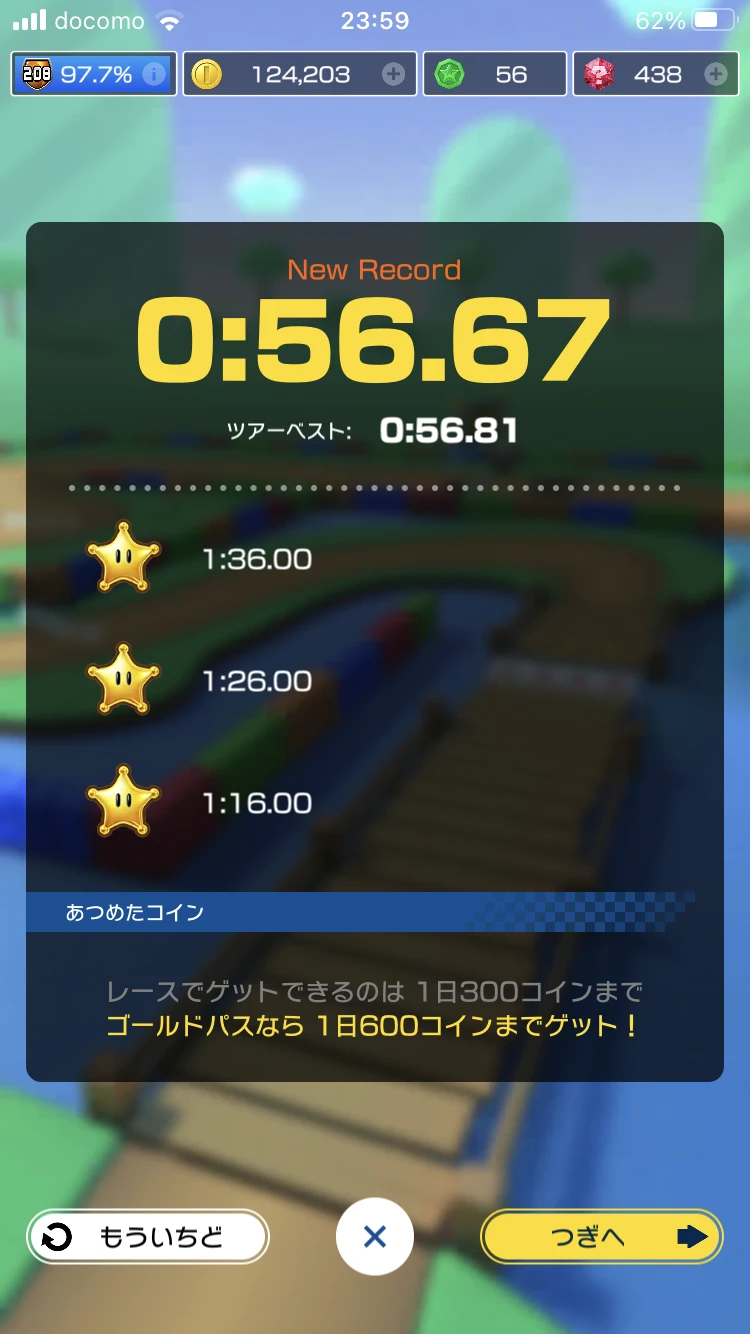 docomo 23:59 62%
208 97.7% i 124,203 + 56 ? 438 +
New Record
0:56.67
ツアーベスト: 0:56.81
1:36.00
1:26.00
1:16.00
あつめたコイン
レースでゲットできるのは 1日300コインまで
ゴールドパスなら 1日600コインまでゲット!
もういちど × つぎへ